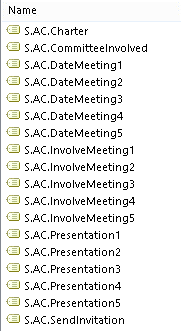 Name
S.AC.Charter
S.AC.CommitteeInvolved
S.AC.DateMeeting1
S.AC.DateMeeting2
S.AC.DateMeeting3
S.AC.DateMeeting4
S.AC.DateMeeting5
S.AC.InvolveMeeting1
S.AC.InvolveMeeting2
S.AC.InvolveMeeting3
S.AC.InvolveMeeting4
S.AC.InvolveMeeting5
S.AC.Presentation1
S.AC.Presentation2
S.AC.Presentation3
S.AC.Presentation4
S.AC.Presentation5
S.AC.SendInvitation